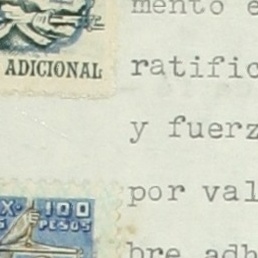 mento e
ADICIONAL
ratific
y fuerz
por val
X 100
PESOS
bre adh